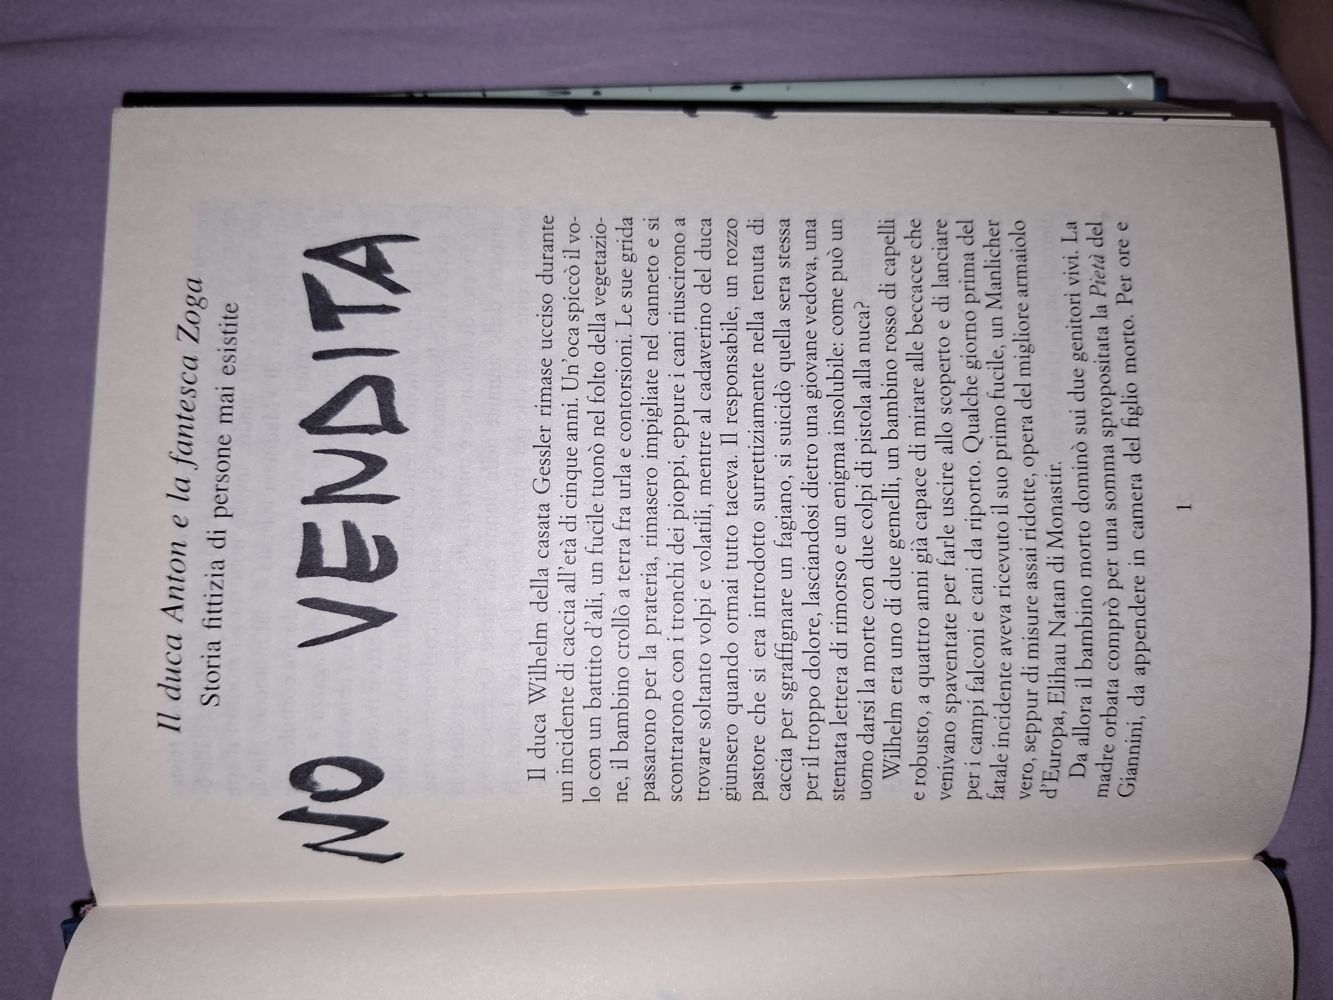 Il duca Anton e la fantesca Zoga
Storia fittizia di persone mai esistite
NO VENDITA
Il duca Wilhelm della casata Gessler rimase ucciso durante
un incidente di caccia all'età di cinque anni. Un'oca spiccò il vo-
lo con un battito d'ali, un fucile tuonò nel folto della vegetazio-
ne, il bambino crollò a terra fra urla e contorsioni. Le sue grida
passarono per la prateria, rimasero impigliate nel canneto e si
scontrarono con i tronchi dei pioppi, eppure i cani riuscirono a
trovare soltanto volpi e volatili, mentre al cadaverino del duca
giunsero quando ormai tutto taceva. Il responsabile, un rozzo
pastore che si era introdotto surrettiziamente nella tenuta di
caccia per sgraffignare un fagiano, si suicidò quella sera stessa
per il troppo dolore, lasciandosi dietro una giovane vedova, una
stentata lettera di rimorso e un enigma insolubile: come può un
uomo darsi la morte con due colpi di pistola alla nuca?
Wilhelm era uno di due gemelli, un bambino rosso di capelli
e robusto, a quattro anni già capace di mirare alle beccacce che
venivano spaventate per farle uscire allo scoperto e di lanciare
per i campi falconi e cani da riporto. Qualche giorno prima del
fatale incidente aveva ricevuto il suo primo fucile, un Manlicher
vero, seppur di misure assai ridotte, opera del migliore armaiolo
d'Europa, Elihau Natan di Monastir.
Da allora il bambino morto dominò sui due genitori vivi. La
madre orbata comprò per una somma spropositata la Pietà del
Giannini, da appendere in camera del figlio morto. Per ore e
1